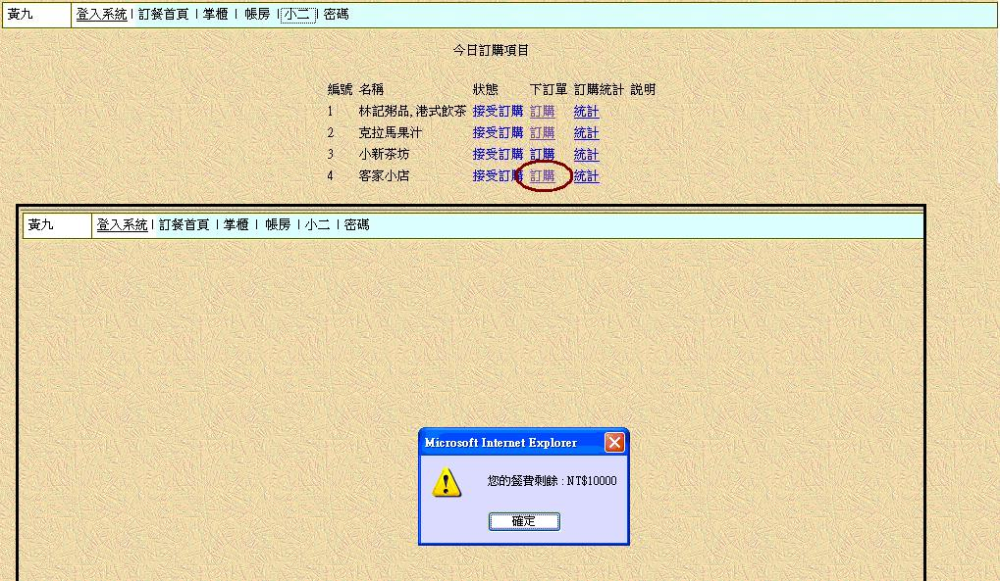 黃九 登入系統 | 訂餐首頁 | 掌櫃 | 帳房 | 小二 | 密碼
今日訂購項目
編號 名稱 狀態 下訂單 訂購統計 說明
1 林記粥品,港式飲茶 接受訂購 訂購 統計
2 克拉馬果汁 接受訂購 訂購 統計
3 小新茶坊 接受訂購 訂購 統計
4 客家小店 接受訂購 訂購 統計
黃九 登入系統 | 訂餐首頁 | 掌櫃 | 帳房 | 小二 | 密碼
Microsoft Internet Explorer
您的餐費剩餘 : NT$10000
確定